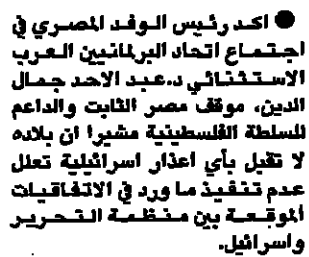 ● اكد رئيس الوفد المصري في
اجتماع اتحاد البرلمانيين العرب
الاستثنائي د. عبد الاحد جمال
الدين، موقف مصر الثابت والداعم
للسلطة الفلسطينية مشيرا ان بلاده
لا تقبل بأي اعذار اسرائيلية تعلل
عدم تنفيذ ما ورد في الاتفاقيات
الموقعة بين منظمة التحرير
واسرائيل.